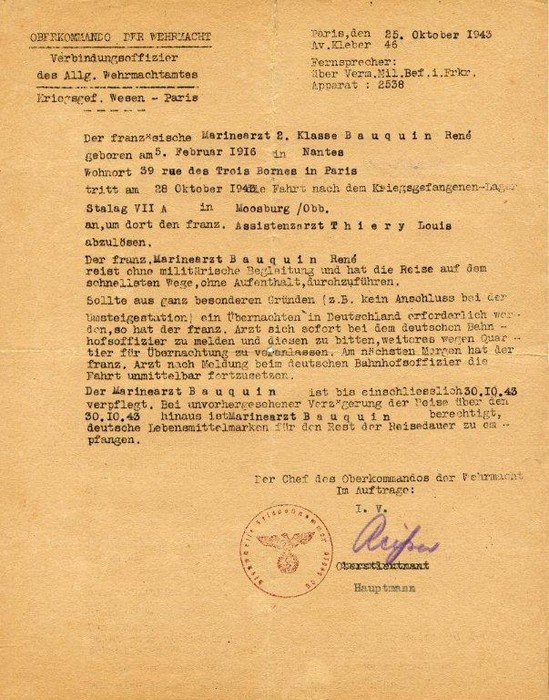 OBERKOMMANDO DER WEHRMACHT
Verbindungsoffizier
des Allg. Wehrmachtamtes
Kriegsgef. Wesen - Paris
Paris,den 25. Oktober 1943
Av.Kleber 46
Fernsprecher:
über Verm.Mil.Bef.i.Frkr.
Apparat : 2538
Der französische Marinearzt 2. Klasse B a u q u i n René
geboren am 5. Februar 1916 in Nantes
Wohnort 39 rue des Trois Bornes in Paris
tritt am 28 Oktober 1943 die Fahrt nach dem Kriegsgefangenen-Lager
Stalag VII A in Moosburg /Obb.
an,um dort den franz. Assistenzarzt T h i e r y Louis
abzulösen.
Der franz.Marinearzt B a u q u i n René
reist ohne militärische Begleitung und hat die Reise auf dem
schnellsten Wege,ohne Aufenthalt,durchzuführen.
Sollte aus ganz besonderen Gründen (z.B. kein Anschluss bei der
Umsteigestation) ein Übernachten in Deutschland erforderlich wer-
den,so hat der franz. Arzt sich sofort bei dem deutschen Bahn -
hofsoffizier zu melden und diesen zu bitten,weiteres wegen Quar -
tier für Übernachtung zu veranlassen. Am nächsten Morgen hat der
franz. Arzt nach Meldung beim deutschen Bahnhofsoffizier die
Fahrt unmittelbar fortzusetzen.
Der Marinearzt B a u q u i n ist bis einschliesslich 30.10.43
verpflegt. Bei unvorhergesehener Verzögerung der Reise über den
30.10.43 hinaus ist Marinearzt B a u q u i n berechtigt,
deutsche Lebensmittelmarken für den Rest der Reisedauer zu em -
pfangen.
Der Chef des Oberkommandos der Wehrmacht
Im Auftrage:
I. V.
Oberstleutnant
Hauptmann